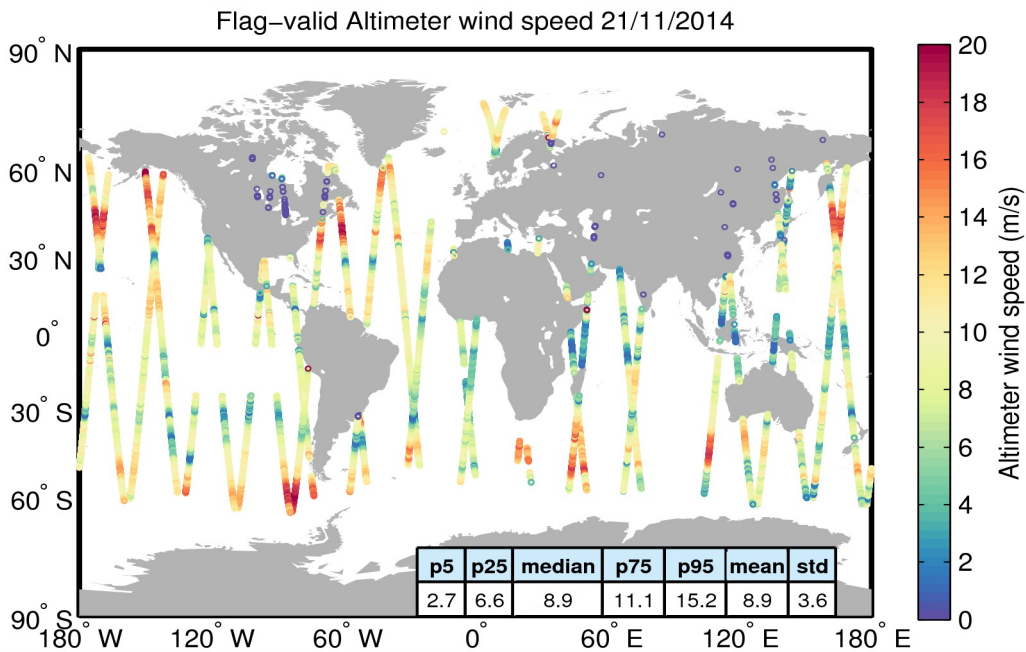 Flag−valid Altimeter wind speed 21/11/2014
90° N
60° N
30° N
0°
30° S
60° S
90° S
180° W
120° W
60° W
0°
60° E
120° E
180° E
p5 p25 median p75 p95 mean std
2.7 6.6 8.9 11.1 15.2 8.9 3.6
20
18
16
14
12
10
8
6
4
2
0
Altimeter wind speed (m/s)